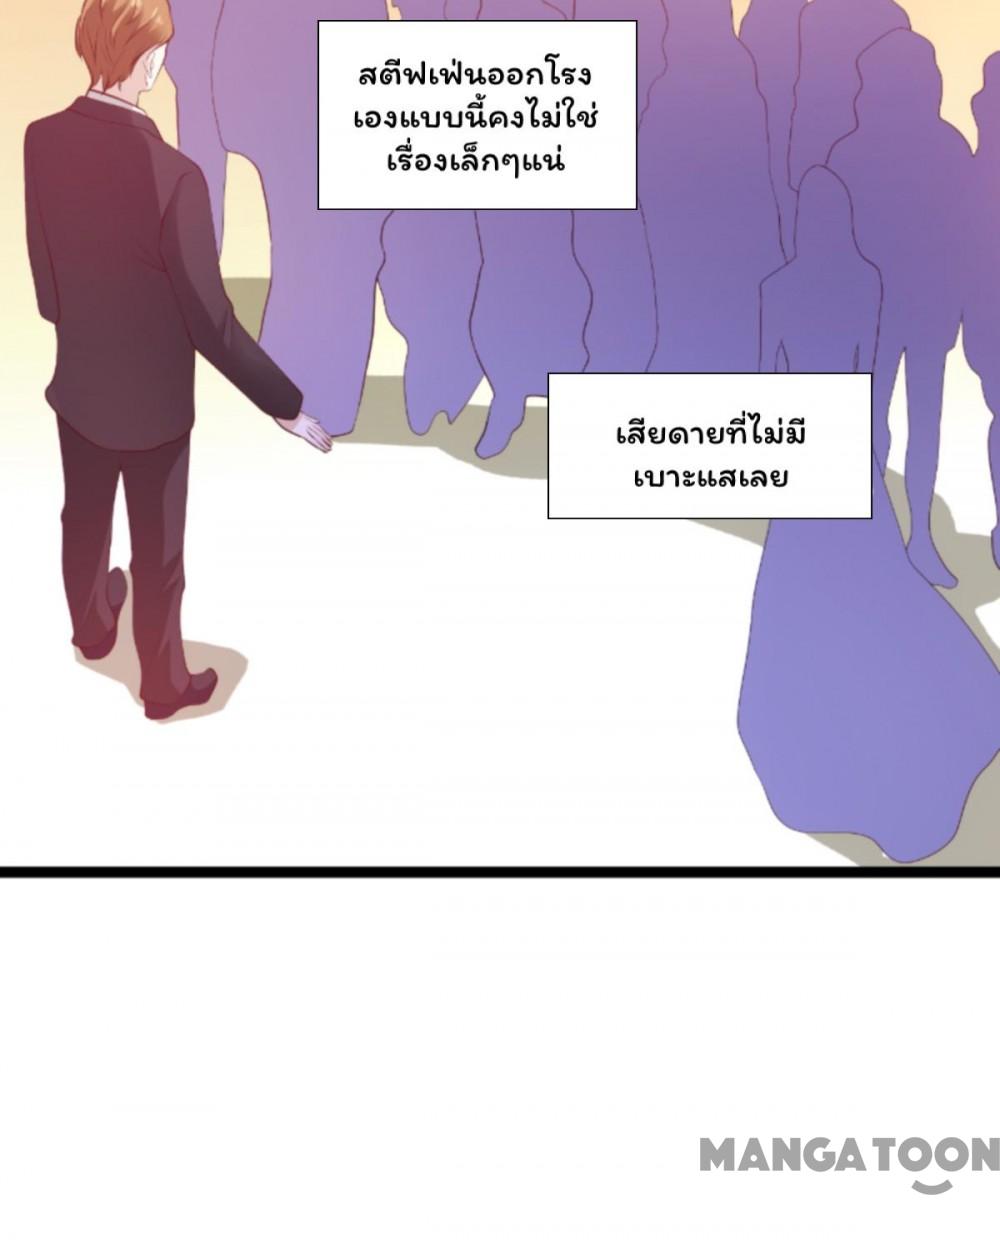 สตีฟเฟ่นออกโรง
เองแบบนี้คงไม่ใช่
เรื่องเล็กๆแน่
เสียดายที่ไม่มี
เบาะแสเลย
MANGATOON